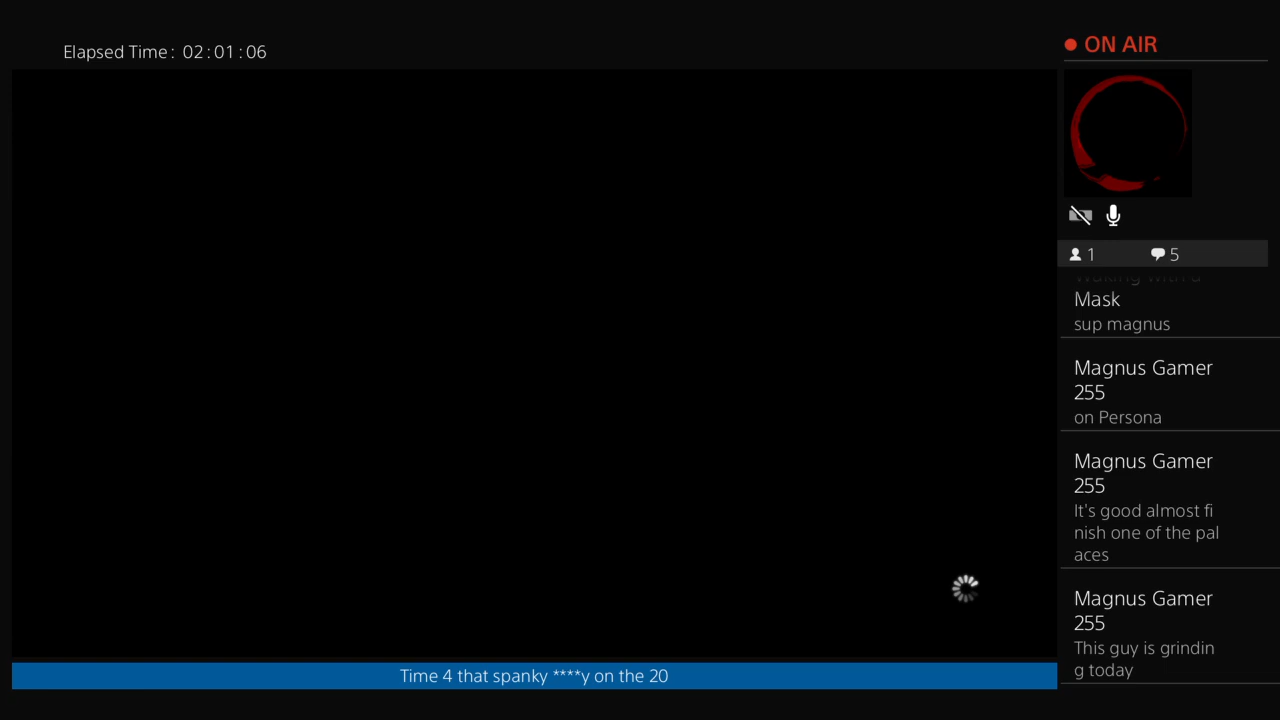 Elapsed Time: 02:01:06
ON AIR
1 5
Mask
sup magnus
Magnus Gamer
255
on Persona
Magnus Gamer
255
It's good almost fi
nish one of the pal
aces
Magnus Gamer
255
This guy is grindin
g today
Time 4 that spanky ****y on the 20